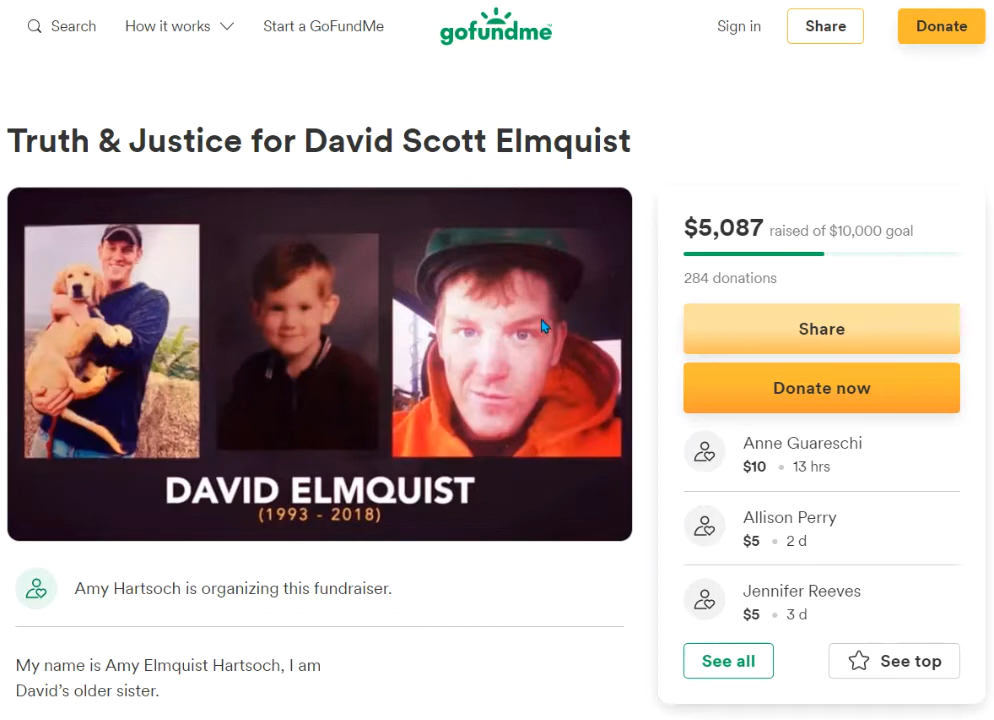 Search How it works Start a GoFundMe gofundme Sign in Share Donate
Truth & Justice for David Scott Elmquist
DAVID ELMQUIST
(1993 - 2018)
Amy Hartsoch is organizing this fundraiser.
My name is Amy Elmquist Hartsoch, I am
David’s older sister.
$5,087 raised of $10,000 goal
284 donations
Share
Donate now
Anne Guareschi
$10 • 13 hrs
Allison Perry
$5 • 2 d
Jennifer Reeves
$5 • 3 d
See all See top